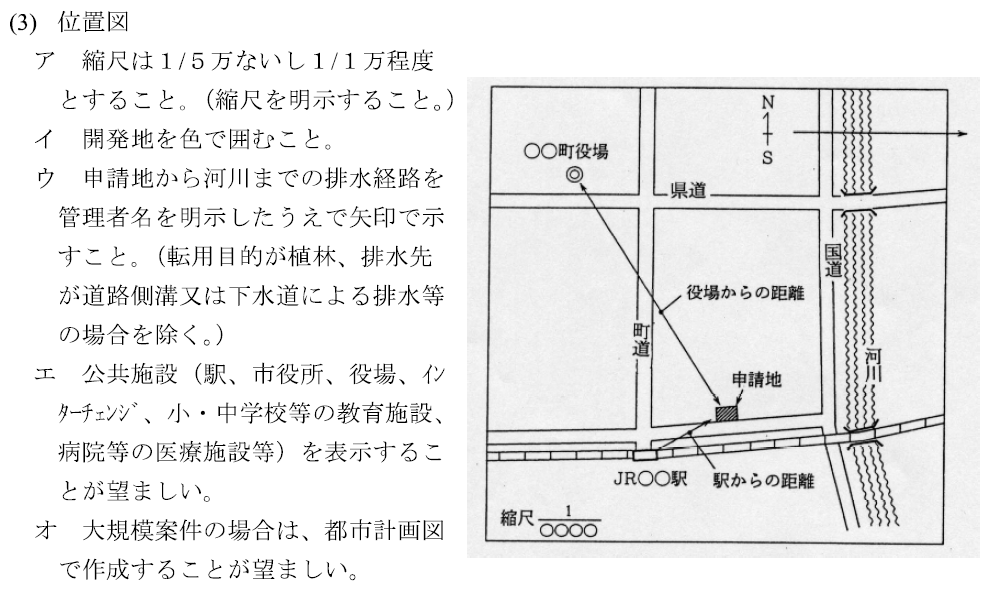 (3) 位置図
ア 縮尺は１/５万ないし１/１万程度
とすること。（縮尺を明示すること。）
イ 開発地を色で囲むこと。
ウ 申請地から河川までの排水経路を
管理者名を明示したうえで矢印で示
すこと。（転用目的が植林、排水先
が道路側溝又は下水道による排水等
の場合を除く。）
エ 公共施設（駅、市役所、役場、ｲﾝ
ﾀｰﾁｪﾝｼﾞ、小・中学校等の教育施設、
病院等の医療施設等）を表示するこ
とが望ましい。
オ 大規模案件の場合は、都市計画図
で作成することが望ましい。
N
S
○○町役場
県道
国道
役場からの距離
町道
河川
申請地
JR○○駅
駅からの距離
縮尺 1/○○○○